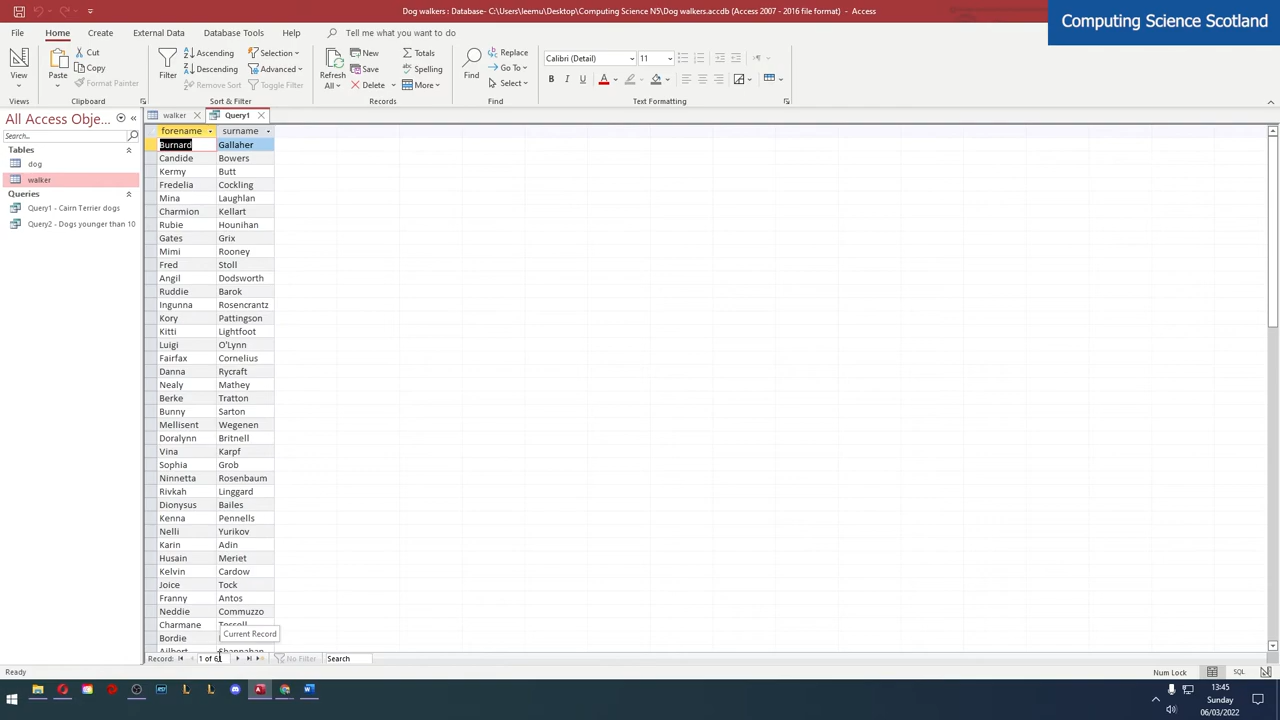 Dog walkers : Database- C:\Users\leemu\Desktop\Computing Science N5\Dog walkers.accdb (Access 2007 - 2016 file format) - Access
Computing Science Scotland
File Home Create External Data Database Tools Tell me what you want to do
View
Views
Paste
Cut
Copy
Format Painter
Clipboard
Filter
Ascending
Descending
Remove Sort
Selection
Advanced
Toggle Filter
Sort & Filter
Refresh
All
New
Save
Delete
Totals
Spelling
More
Records
Find
Replace
Go To
Select
Find
Calibri (Detail) 11
B I U A
Text Formatting
All Access Obje...
Search...
Tables
dog
walker
Queries
Query1 - Cairn Terrier dogs
Query2 - Dogs younger than 10
walker Query1
forename surname
Burnard Gallaher
Candide Bowers
Kermy Butt
Fredelia Cockling
Mina Laughlan
Charmion Kellart
Rubie Hounihan
Gates Grix
Mimi Rooney
Fred Stoll
Angil Dodsworth
Ruddie Barok
Ingunna Rosencrantz
Kory Pattingson
Kitti Lightfoot
Luigi O'Lynn
Fairfax Cornelius
Danna Rycraft
Nealy Mathey
Berke Tratton
Bunny Sarton
Mellisent Wegenen
Doralynn Britnell
Vina Karpf
Sophia Grob
Ninnetta Rosenbaum
Rivkah Linggard
Dionysus Bailes
Kenna Pennells
Nelli Yurikov
Karin Adin
Husain Meriet
Kelvin Cardow
Joice Tock
Franny Antos
Neddie Commuzzo
Charmane
Bordie
Current Record
Record: 1 of No Filter Search
Ready
Num Lock SQL
13:45
Sunday
06/03/2022